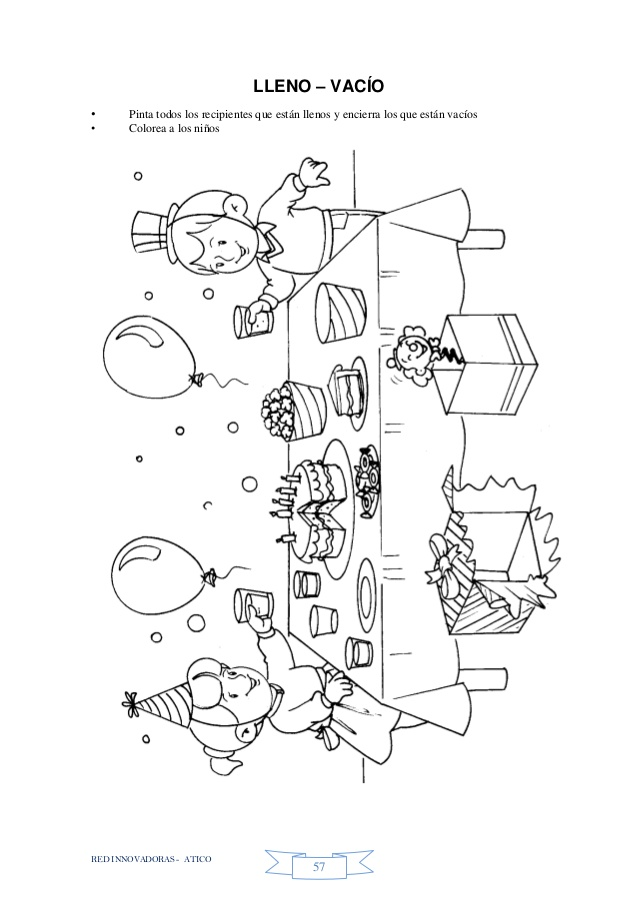 LLENO – VACÍO
• Pinta todos los recipientes que están llenos y encierra los que están vacíos
• Colorea a los niños
RED INNOVADORAS - ATICO
57